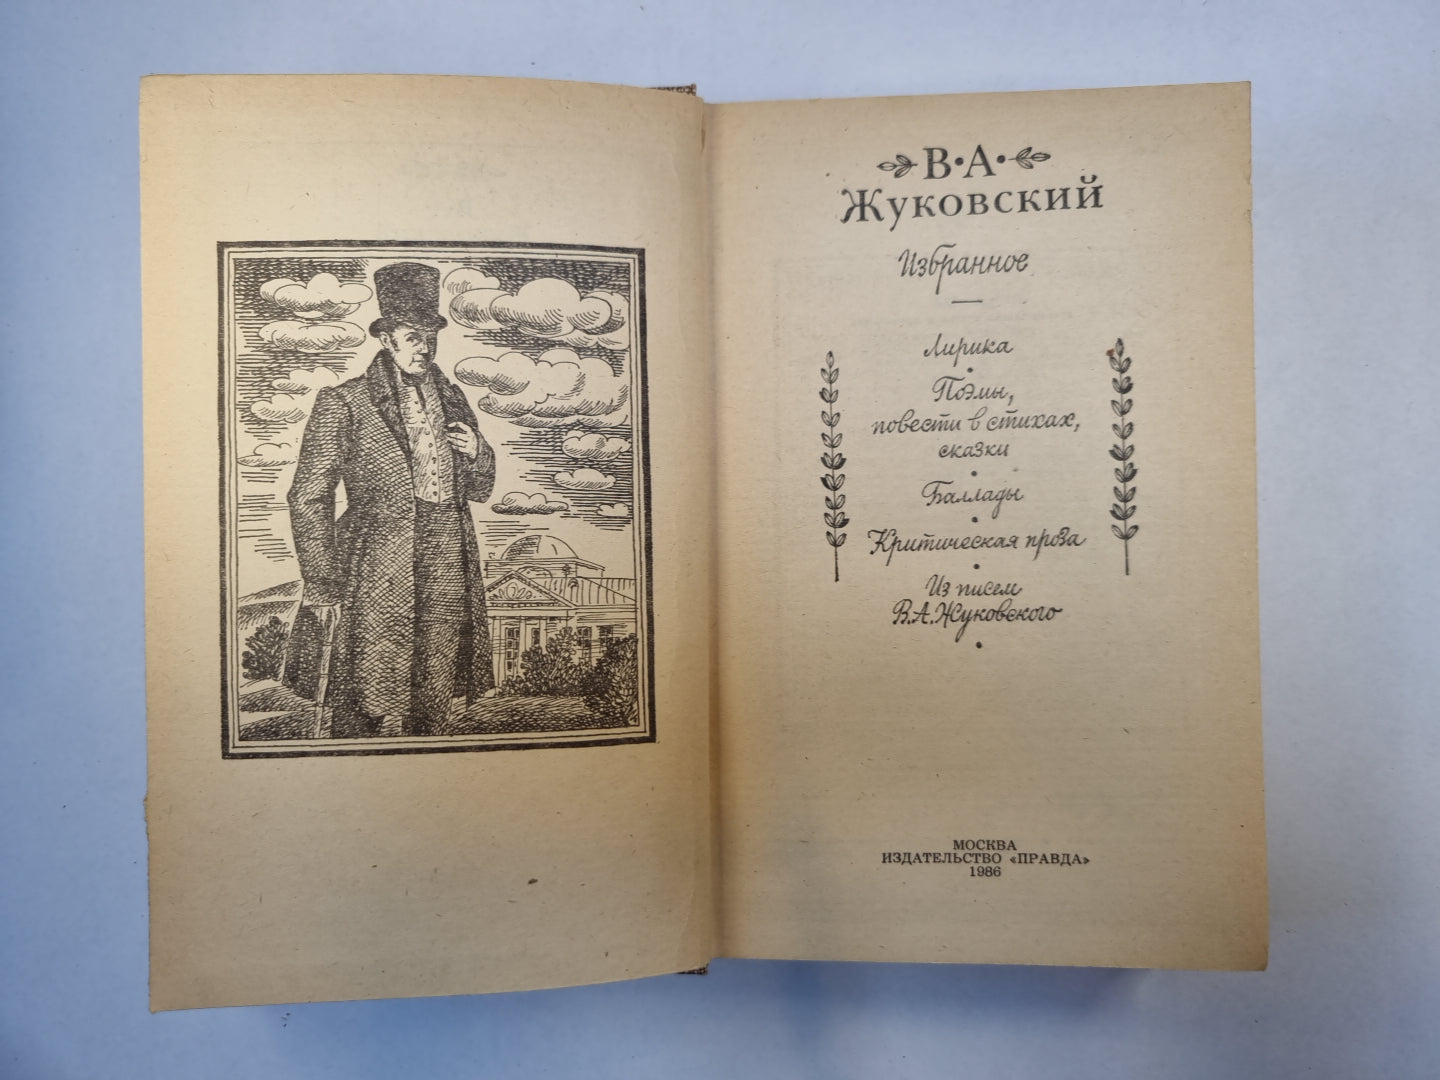 В•А•
Жуковский
Избранное
Лирика
Поэмы,
повести в стихах,
сказки
Баллады
Критическая проза
Из писем
В.А.Жуковского
МОСКВА
ИЗДАТЕЛЬСТВО «ПРАВДА»
1986